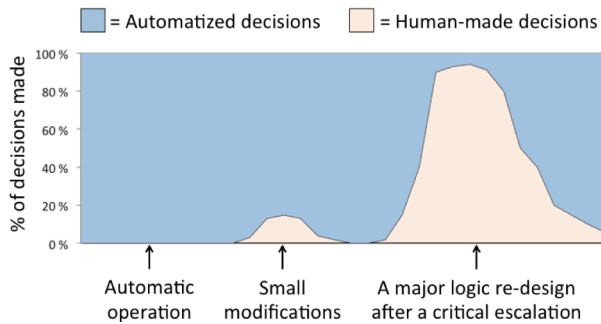 = Automatized decisions
= Human-made decisions
% of decisions made
100 %
80 %
60 %
40 %
20 %
0 %
Automatic
operation
Small
modifications
A major logic re-design
after a critical escalation